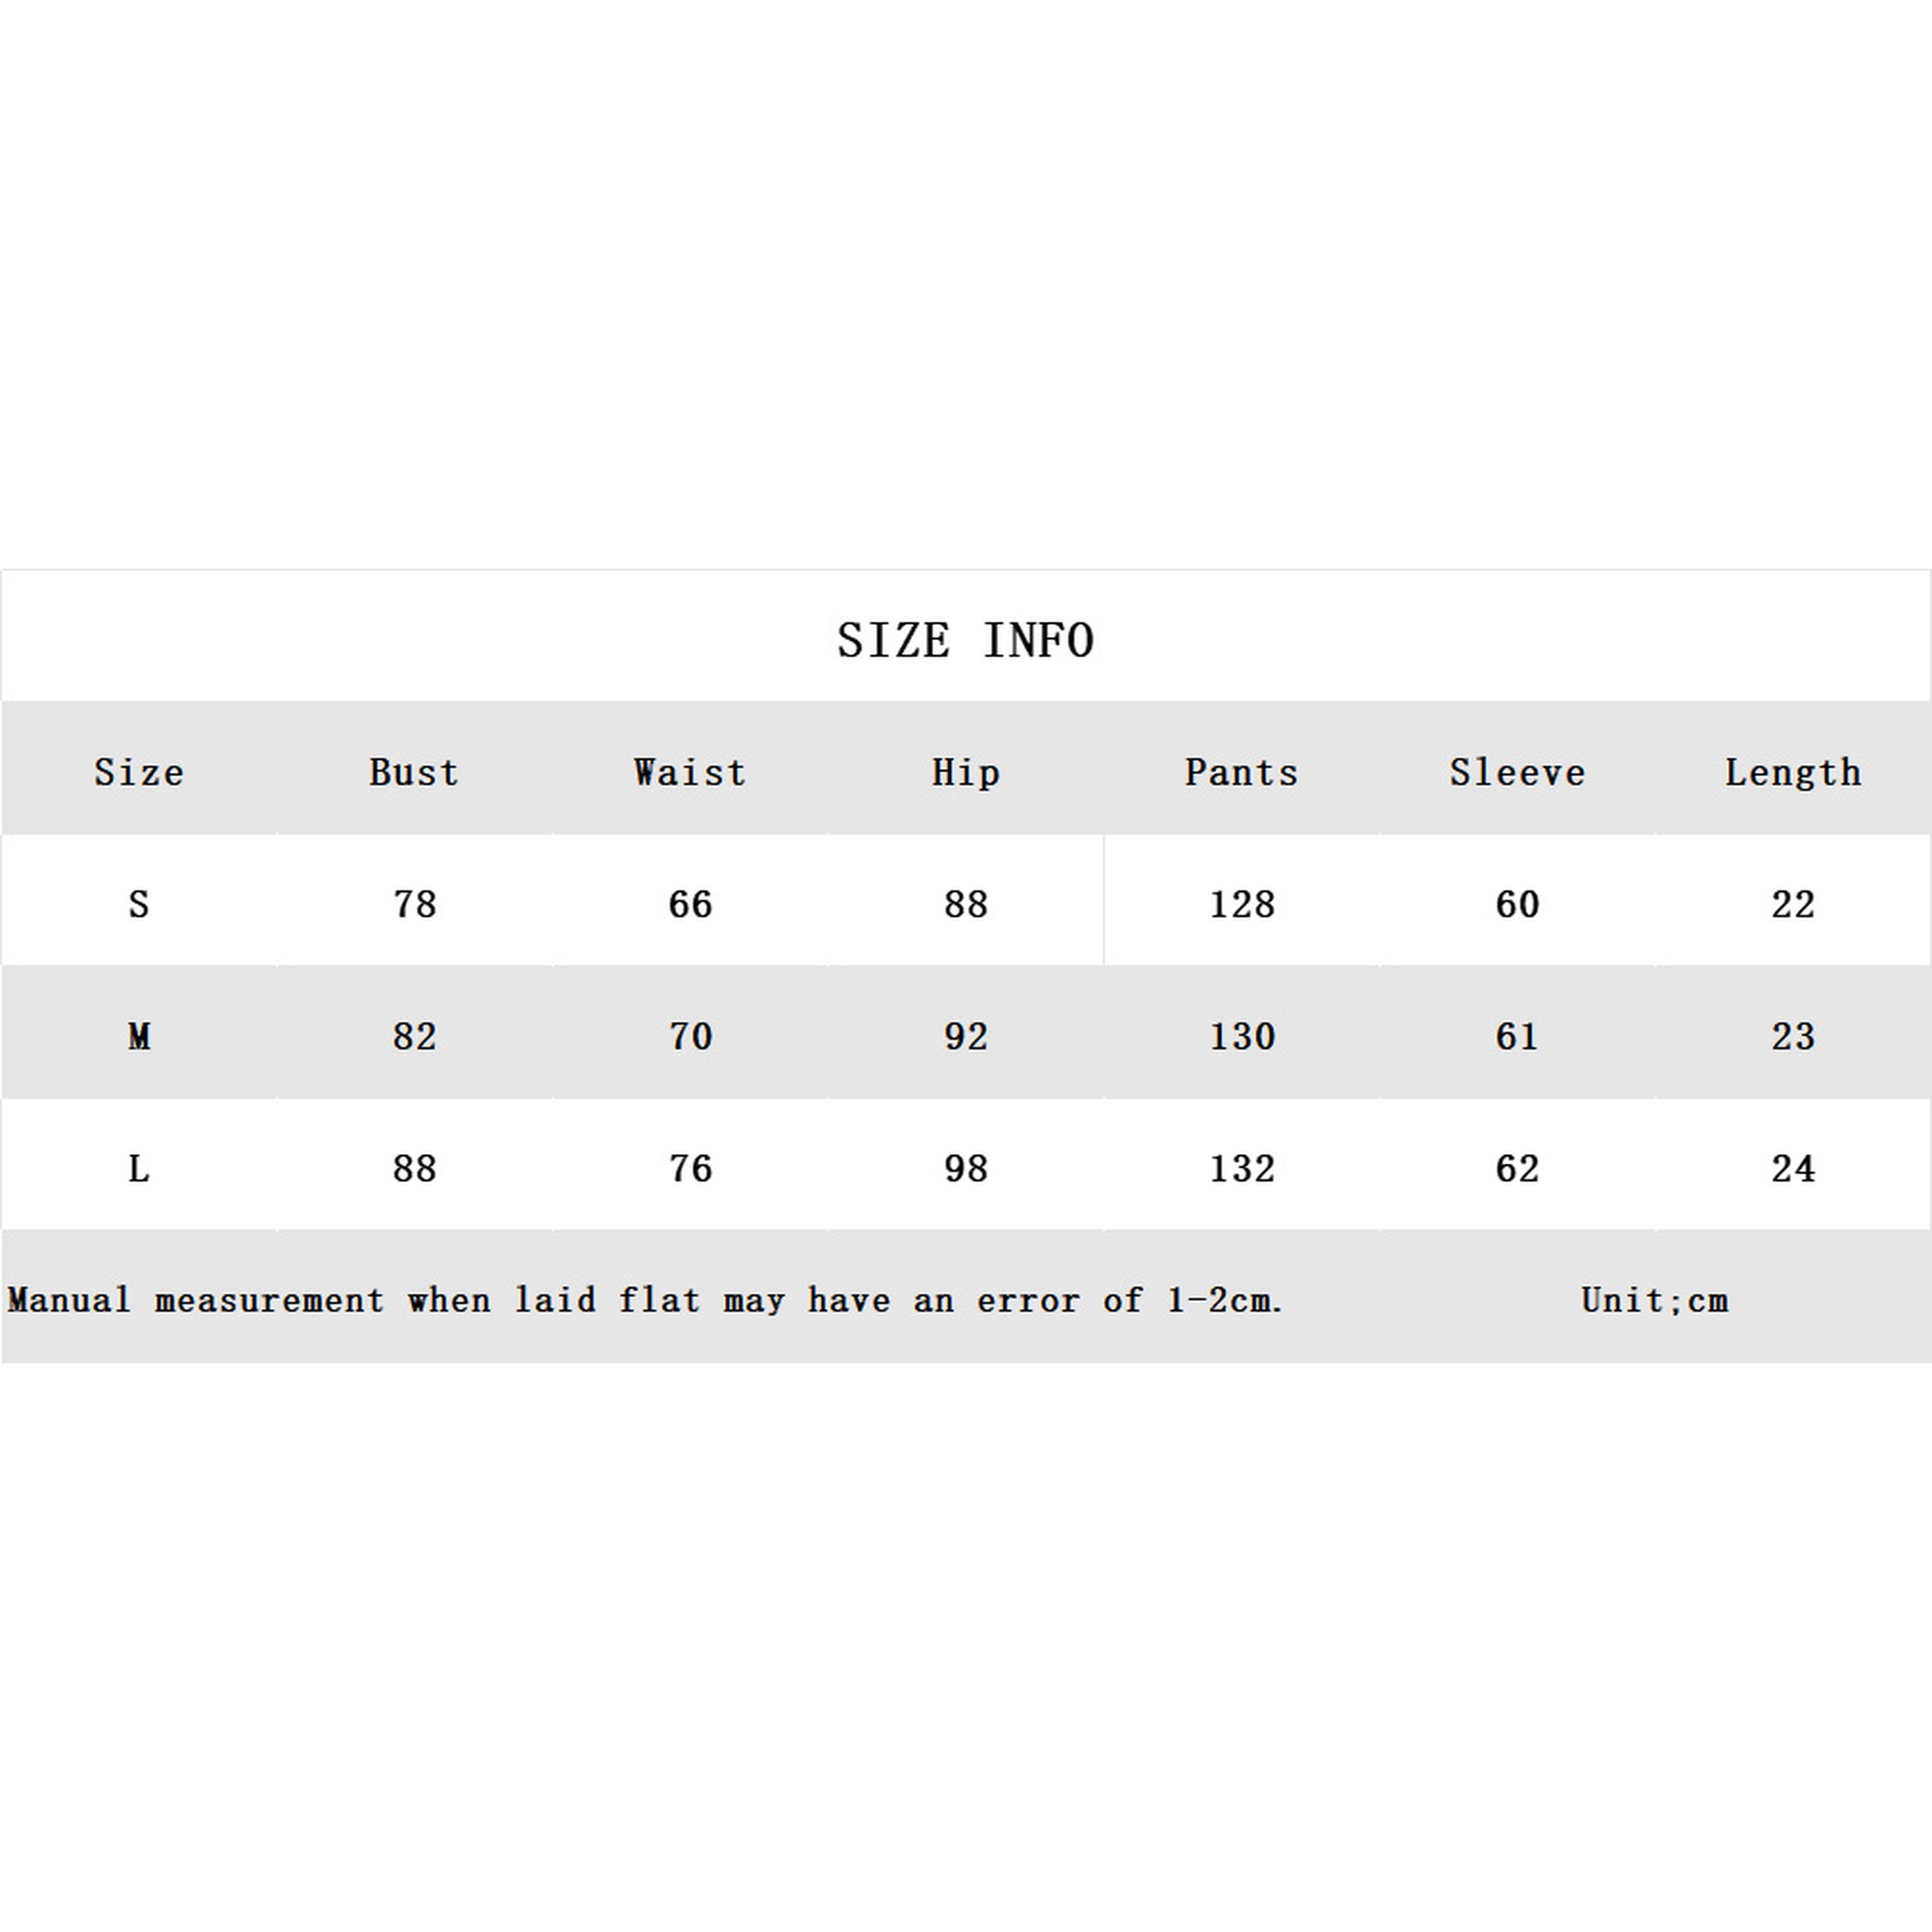 SIZE INFO
Size Bust Waist Hip Pants Sleeve Length
S 78 66 88 128 60 22
M 82 70 92 130 61 23
L 88 76 98 132 62 24
Manual measurement when laid flat may have an error of 1-2cm. Unit;cm